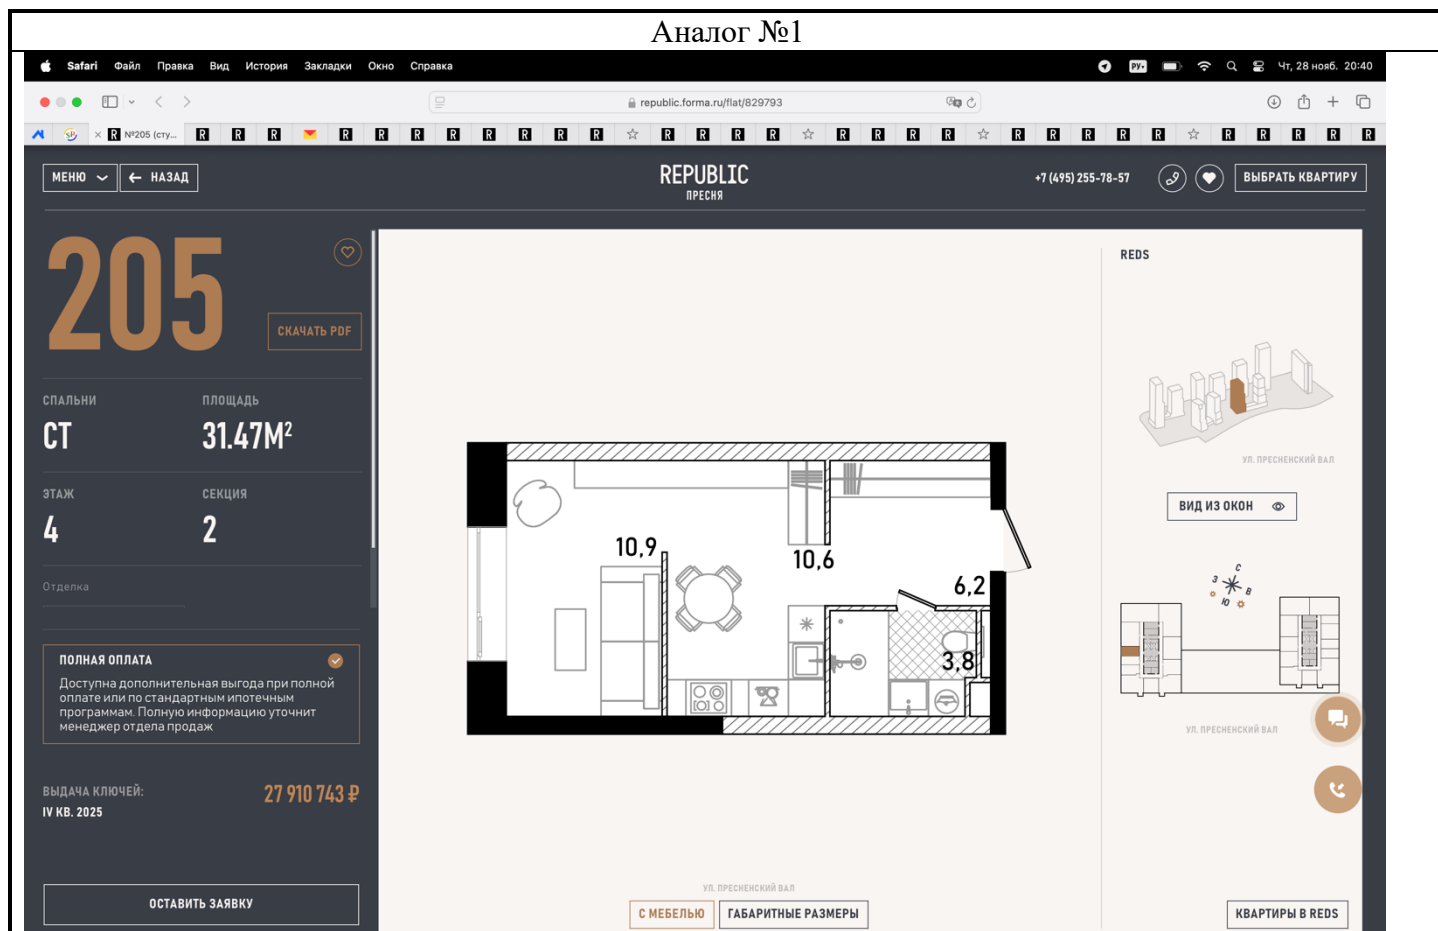 Аналог №1
Safari Файл Правка Вид История Закладки Окно Справка
РУ Чт, 28 нояб. 20:40
republic.forma.ru/flat/829793
R №205 (сту... R R R R R R R R R R R R R R R R R R R R R R R R R R R R
МЕНЮ
НАЗАД
REPUBLIC
ПРЕСНЯ
+7 (495) 255-78-57
ВЫБРАТЬ КВАРТИРУ
205
СКАЧАТЬ PDF
СПАЛЬНИ ПЛОЩАДЬ
СТ 31.47М²
ЭТАЖ СЕКЦИЯ
4 2
Отделка
ПОЛНАЯ ОПЛАТА
Доступна дополнительная выгода при полной
оплате или по стандартным ипотечным
программам. Полную информацию уточнит
менеджер отдела продаж
ВЫДАЧА КЛЮЧЕЙ:
IV КВ. 2025
27 910 743 ₽
ОСТАВИТЬ ЗАЯВКУ
10,9
10,6
6,2
3,8
УЛ. ПРЕСНЕНСКИЙ ВАЛ
С МЕБЕЛЬЮ
ГАБАРИТНЫЕ РАЗМЕРЫ
REDS
УЛ. ПРЕСНЕНСКИЙ ВАЛ
ВИД ИЗ ОКОН
С
З
В
Ю
УЛ. ПРЕСНЕНСКИЙ ВАЛ
КВАРТИРЫ В REDS